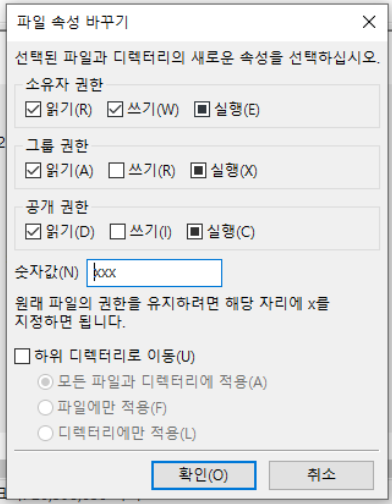 파일 속성 바꾸기
선택된 파일과 디렉터리의 새로운 속성을 선택하십시오.
소유자 권한
읽기(R) 쓰기(W) 실행(E)
그룹 권한
읽기(A) 쓰기(R) 실행(X)
공개 권한
읽기(D) 쓰기(I) 실행(C)
숫자값(N) xxx
원래 파일의 권한을 유지하려면 해당 자리에 x를
지정하면 됩니다.
하위 디렉터리로 이동(U)
모든 파일과 디렉터리에 적용(A)
파일에만 적용(F)
디렉터리에만 적용(L)
확인(O) 취소